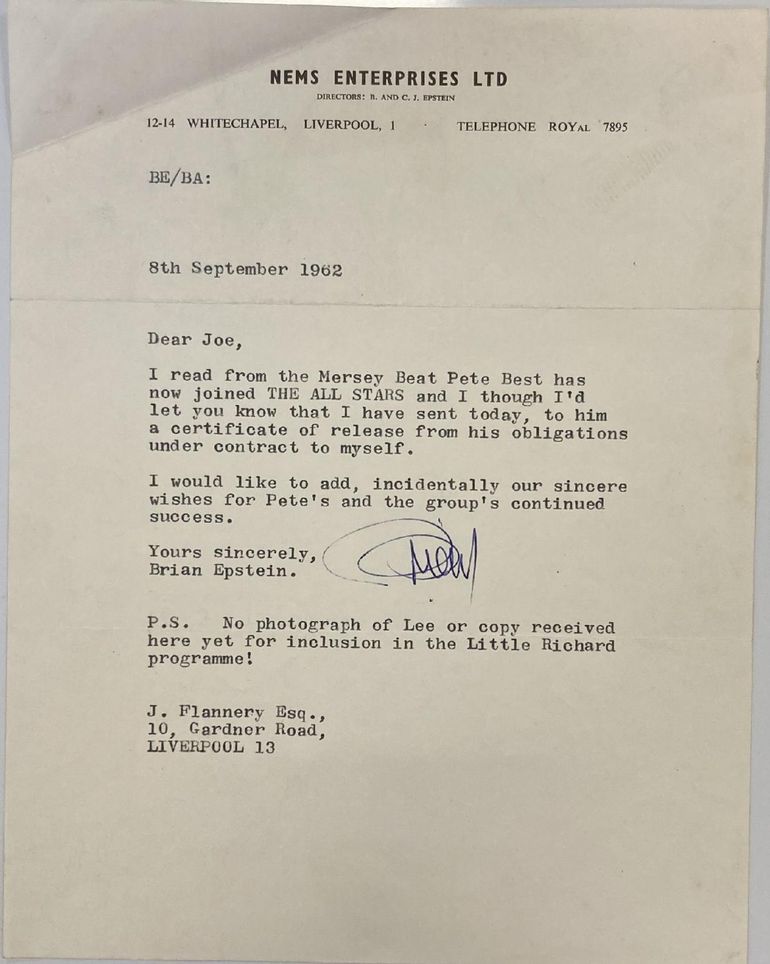 NEMS ENTERPRISES LTD
DIRECTORS: B. AND C. J. EPSTEIN
12-14 WHITECHAPEL, LIVERPOOL, 1 · TELEPHONE ROYAL 7895
BE/BA:
8th September 1962
Dear Joe,
I read from the Mersey Beat Pete Best has
now joined THE ALL STARS and I though I'd
let you know that I have sent today, to him
a certificate of release from his obligations
under contract to myself.
I would like to add, incidentally our sincere
wishes for Pete's and the group's continued
success.
Yours sincerely,
Brian Epstein.
P.S. No photograph of Lee or copy received
here yet for inclusion in the Little Richard
programme!
J. Flannery Esq.,
10, Gardner Road,
LIVERPOOL 13